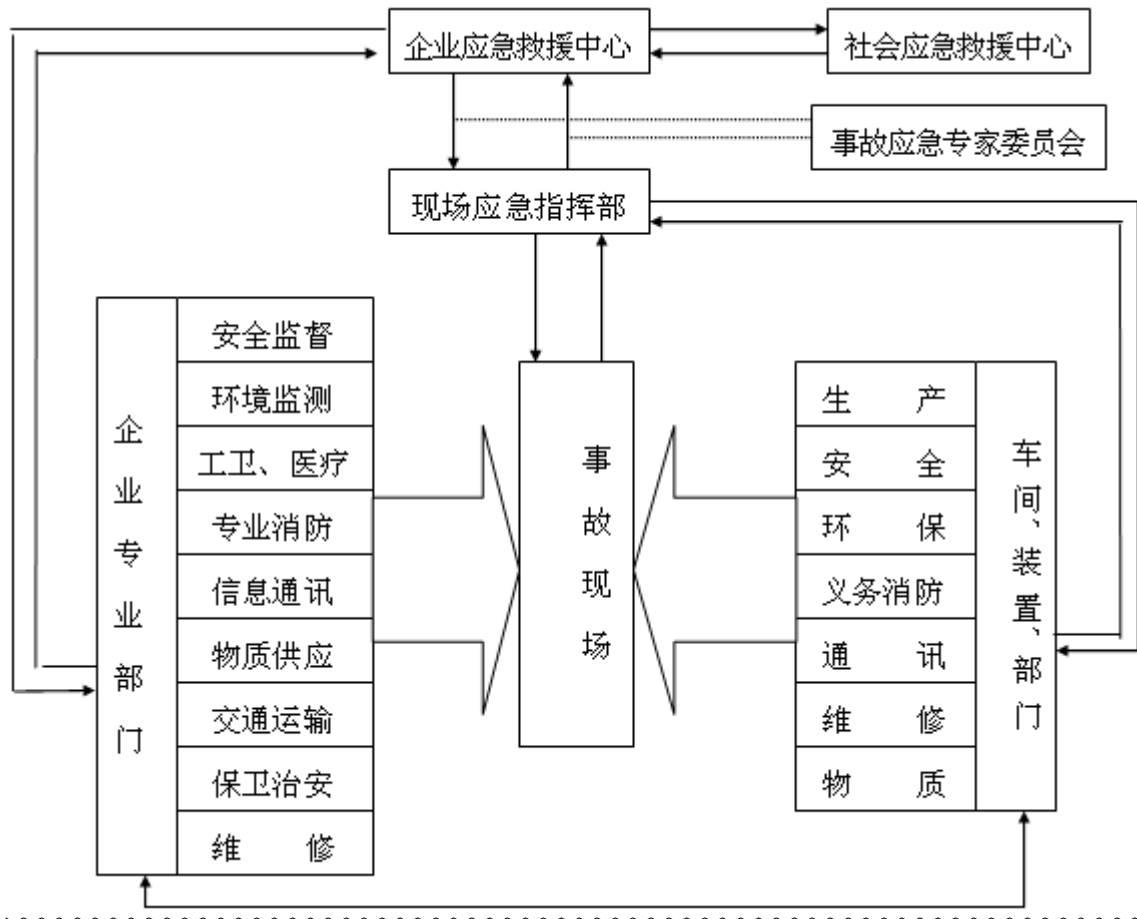 企业应急救援中心
社会应急救援中心
事故应急专家委员会
现场应急指挥部
企业专业部门
安全监督
环境监测
工卫、医疗
专业消防
信息通讯
物质供应
交通运输
保卫治安
维 修
事故现场
生 产
安 全
环 保
义务消防
通 讯
维 修
物 质
车间、装置、部门